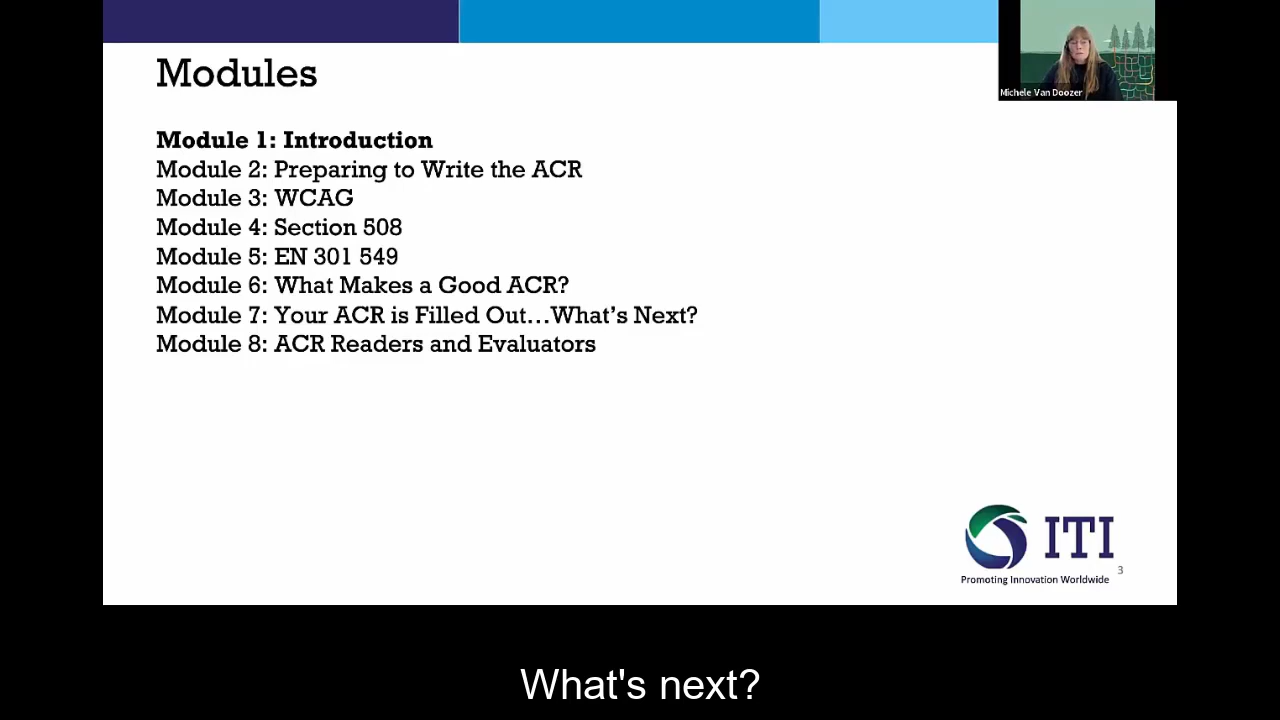 Modules
Michele Van Doozer
Module 1: Introduction
Module 2: Preparing to Write the ACR
Module 3: WCAG
Module 4: Section 508
Module 5: EN 301 549
Module 6: What Makes a Good ACR?
Module 7: Your ACR is Filled Out...What's Next?
Module 8: ACR Readers and Evaluators
ITI
Promoting Innovation Worldwide
3
What's next?